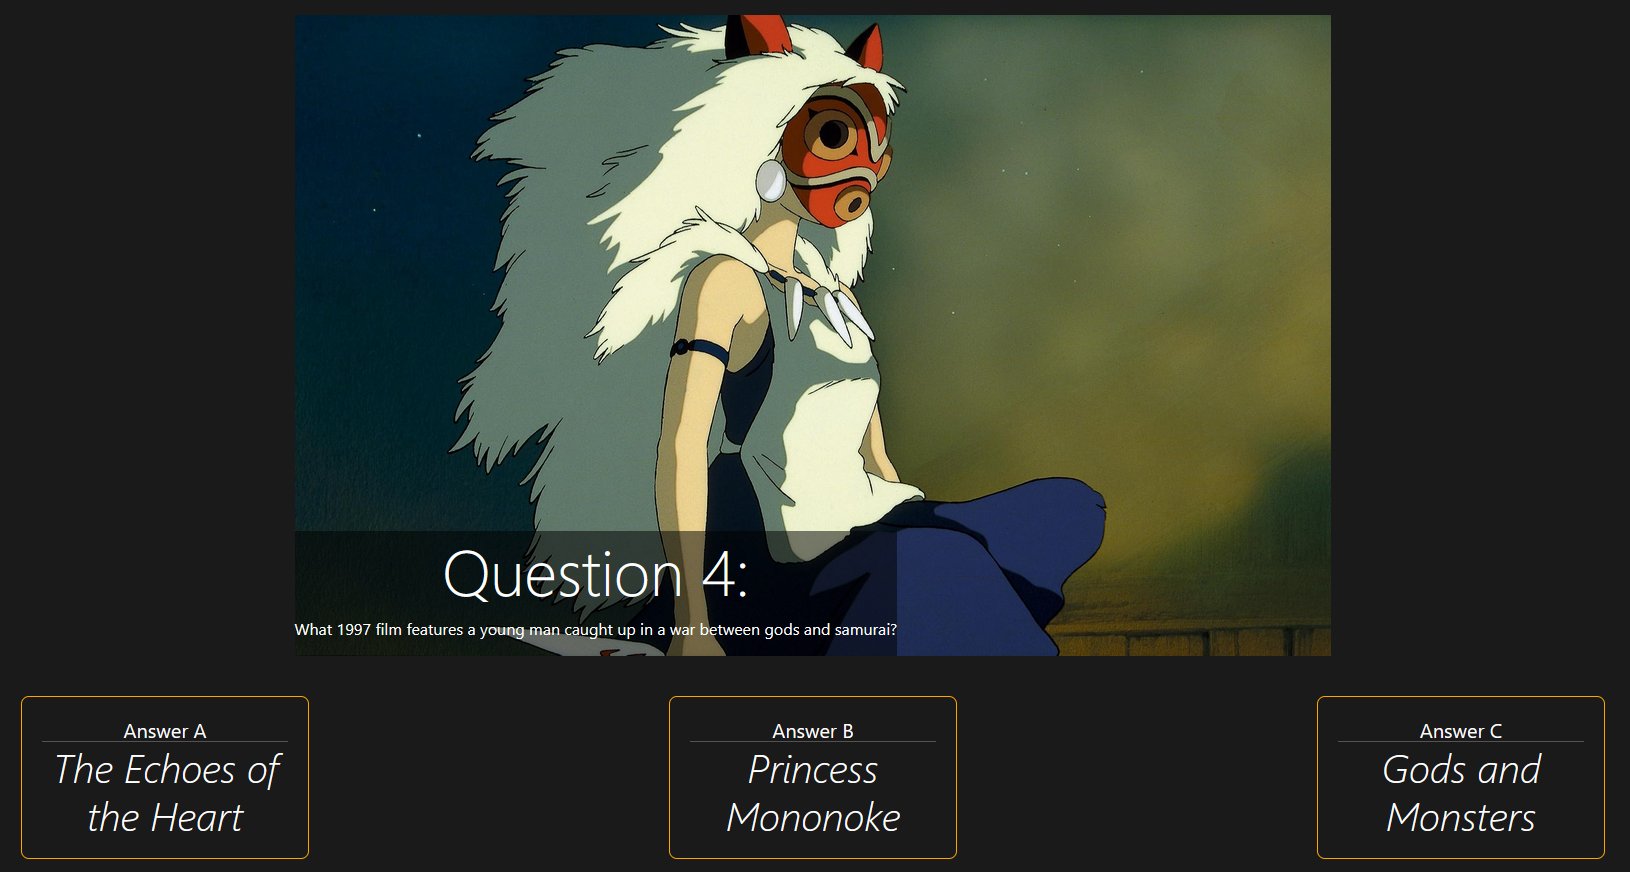 Question 4:
What 1997 film features a young man caught up in a war between gods and samurai?
Answer A
The Echoes of
the Heart
Answer B
Princess
Mononoke
Answer C
Gods and
Monsters